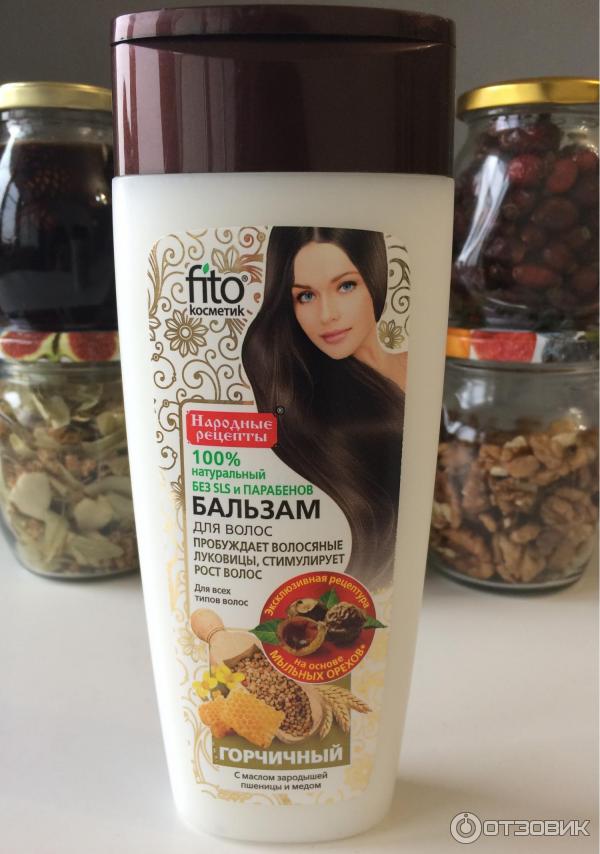 fito
косметик®
Народные
рецепты®
100%
натуральный
БЕЗ SLS и ПАРАБЕНОВ
БАЛЬЗАМ
ДЛЯ ВОЛОС
ПРОБУЖДАЕТ ВОЛОСЯНЫЕ
ЛУКОВИЦЫ, СТИМУЛИРУЕТ
РОСТ ВОЛОС
Для всех
типов волос
Эксклюзивная рецептура
на основе
МЫЛЬНЫХ ОРЕХОВ*
ГОРЧИЧНЫЙ
С маслом зародышей
пшеницы и медом
ОТЗОВИК